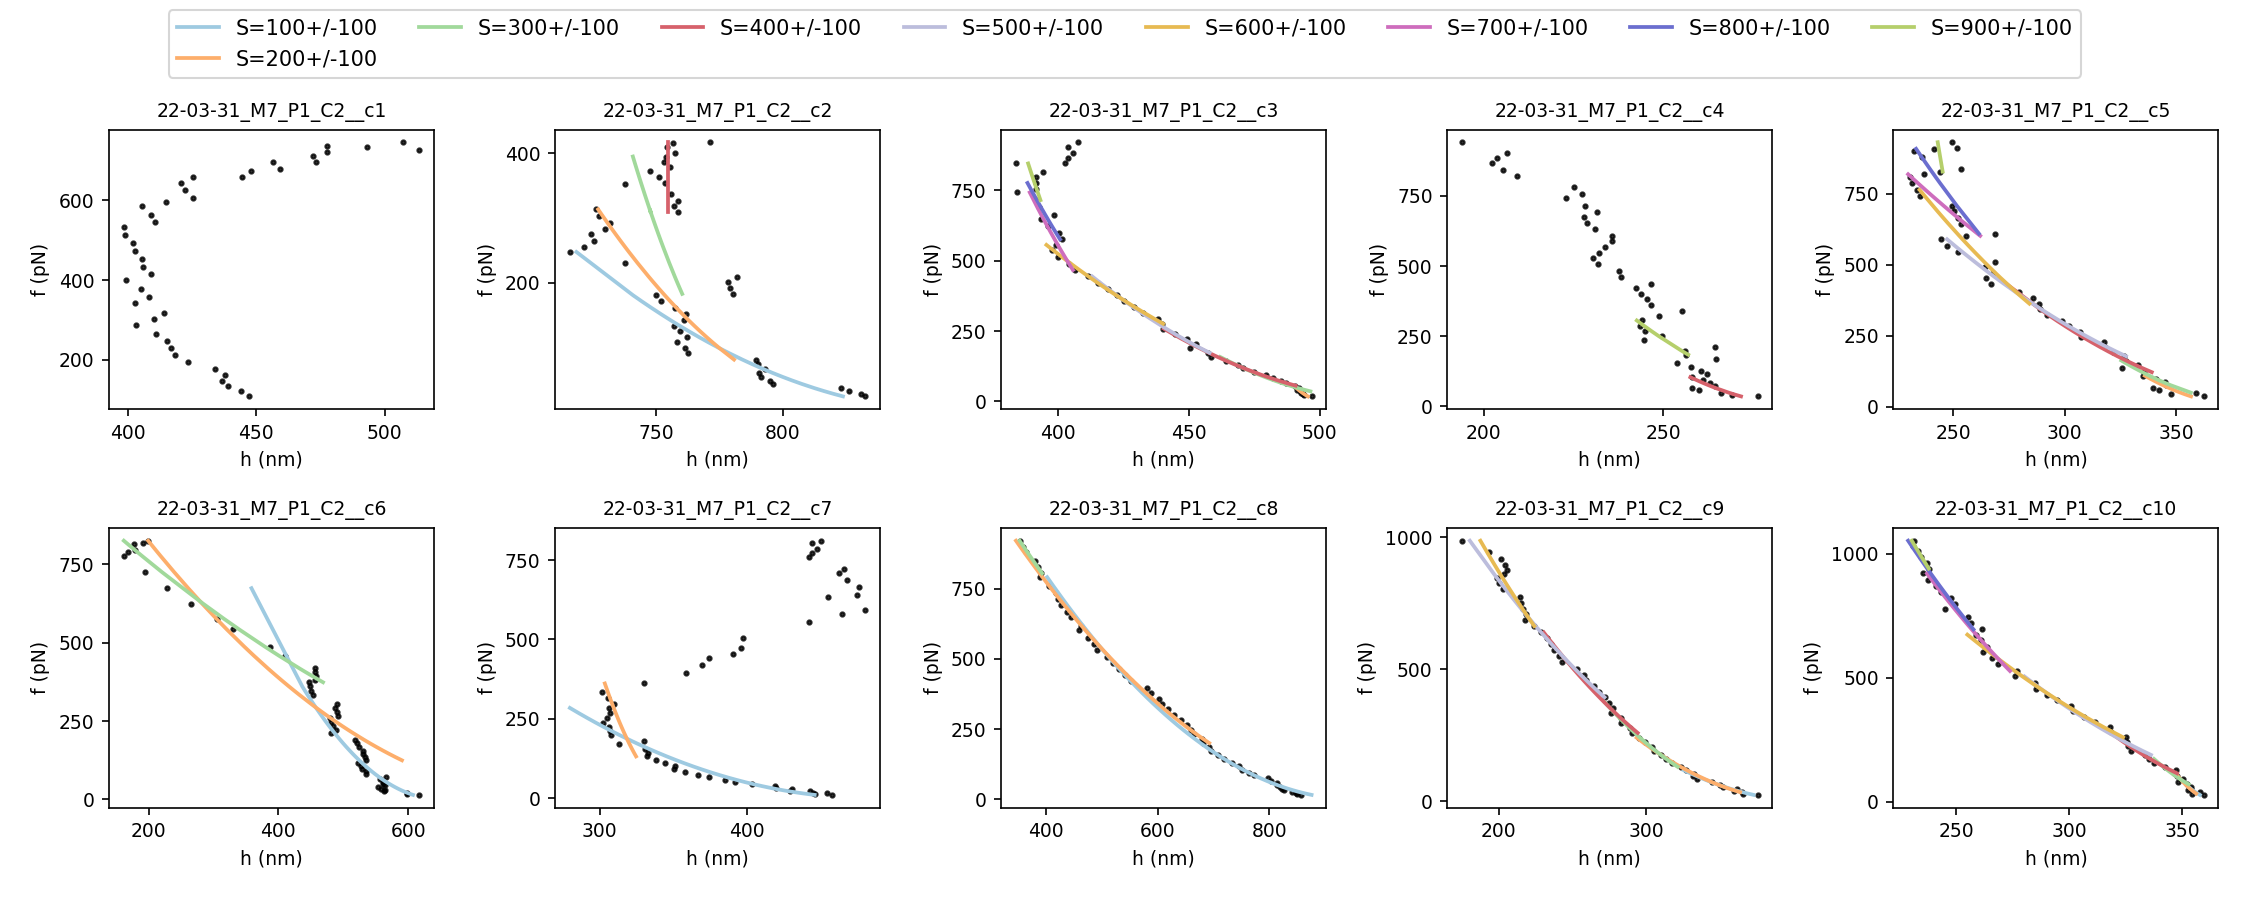 S=100+/-100 S=300+/-100 S=400+/-100 S=500+/-100 S=600+/-100 S=700+/-100 S=800+/-100 S=900+/-100
S=200+/-100
22-03-31_M7_P1_C2__c1
f (pN)
600
400
200
400 450 500
h (nm)
22-03-31_M7_P1_C2__c2
f (pN)
400
200
750 800
h (nm)
22-03-31_M7_P1_C2__c3
f (pN)
750
500
250
0
400 450 500
h (nm)
22-03-31_M7_P1_C2__c4
f (pN)
750
500
250
0
200 250
h (nm)
22-03-31_M7_P1_C2__c5
f (pN)
750
500
250
0
250 300 350
h (nm)
22-03-31_M7_P1_C2__c6
f (pN)
750
500
250
0
200 400 600
h (nm)
22-03-31_M7_P1_C2__c7
f (pN)
750
500
250
0
300 400
h (nm)
22-03-31_M7_P1_C2__c8
f (pN)
750
500
250
0
400 600 800
h (nm)
22-03-31_M7_P1_C2__c9
f (pN)
1000
500
0
200 300
h (nm)
22-03-31_M7_P1_C2__c10
f (pN)
1000
500
0
250 300 350
h (nm)